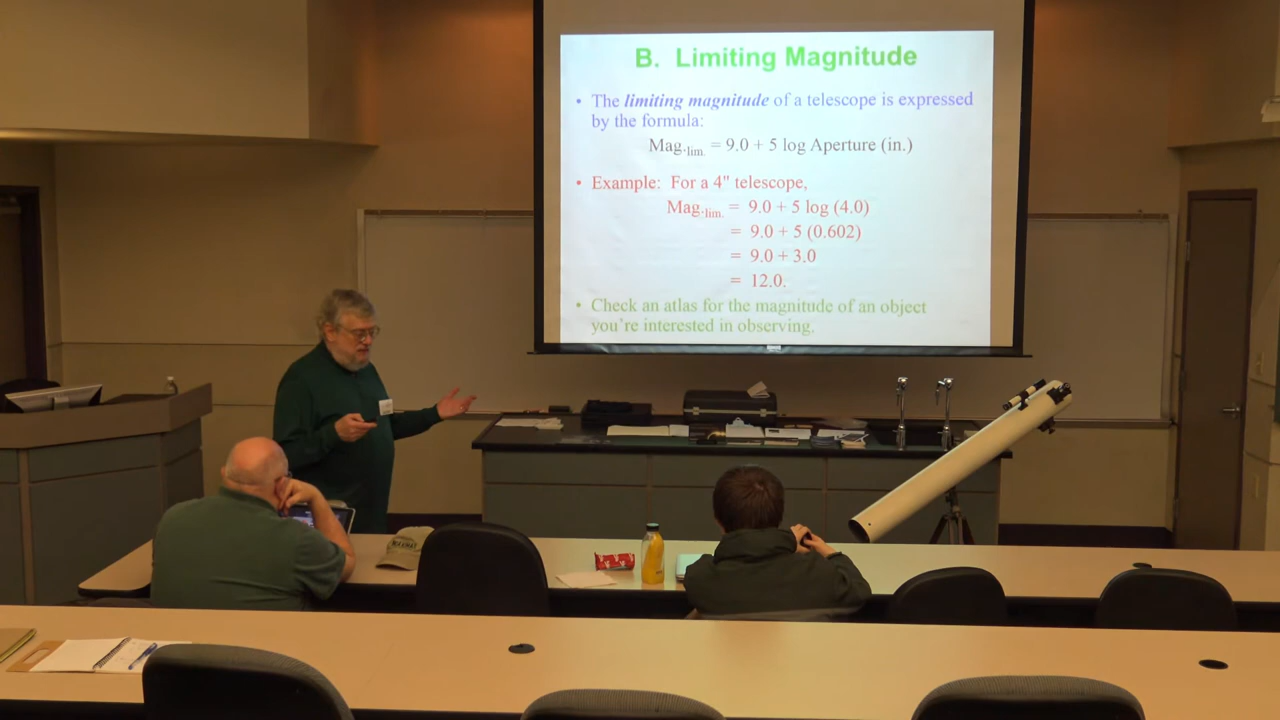 B. Limiting Magnitude
• The limiting magnitude of a telescope is expressed
by the formula:
Mag.lim. = 9.0 + 5 log Aperture (in.)
• Example: For a 4" telescope,
Mag.lim. = 9.0 + 5 log (4.0)
= 9.0 + 5 (0.602)
= 9.0 + 3.0
= 12.0.
• Check an atlas for the magnitude of an object
you're interested in observing.